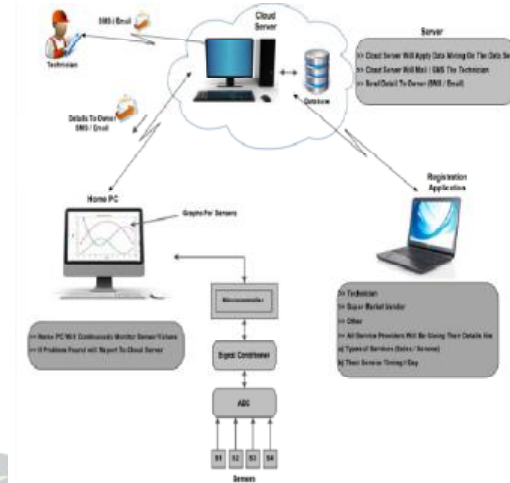 SMS / Email
Technician
Cloud
Server
Database
Server
>> Cloud Server Will Apply Data Mining On The Data Se
>> Cloud Server Will Mail / SMS The Technician
>> Send Detail To Owner (SMS / Email)
Details To Owner
SMS / Email
Home PC
Graphs For Sensors
Registration
Application
Microcontroller
>> Home PC Will Continuously Monitor Sensor Values
>> If Problem Found will Report To Cloud Server
Signal Conditioner
ADC
S1 S2 S3 S4
Sensors
>> Technician
>> Super Market Vendor
>> Other
>> All Service Providers Will Be Giving Their Details like
a) Types of Services (Sales / Service)
b) Their Service Timing / Day